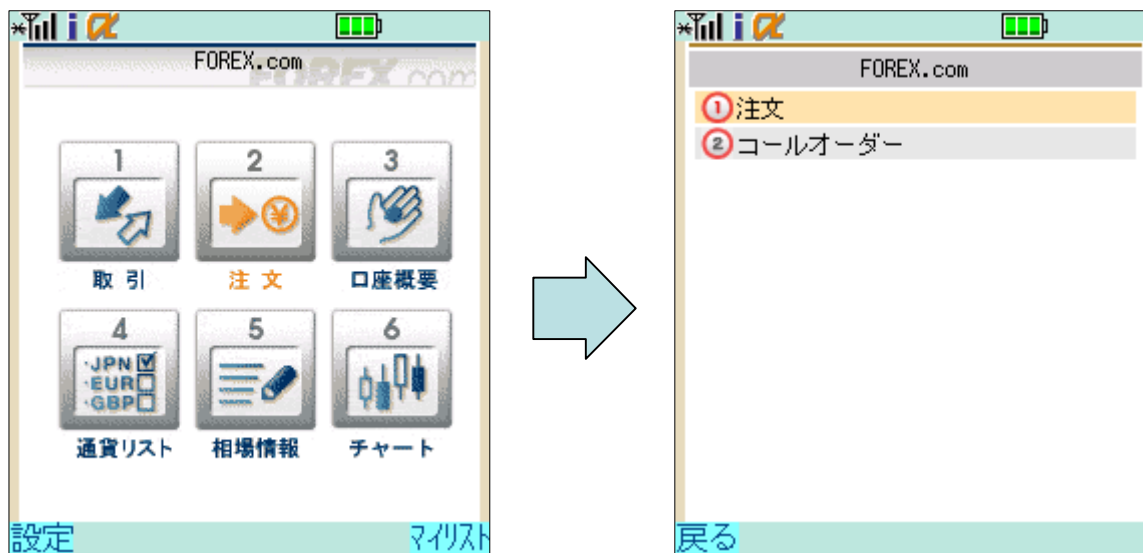 FOREX.com
FOREX.com
1 2 3
取引 注文 口座概要
4 5 6
・JPN
・EUR
・GBP
通貨リスト 相場情報 チャート
設定 マイリスト
FOREX.com
①注文
②コールオーダー
戻る